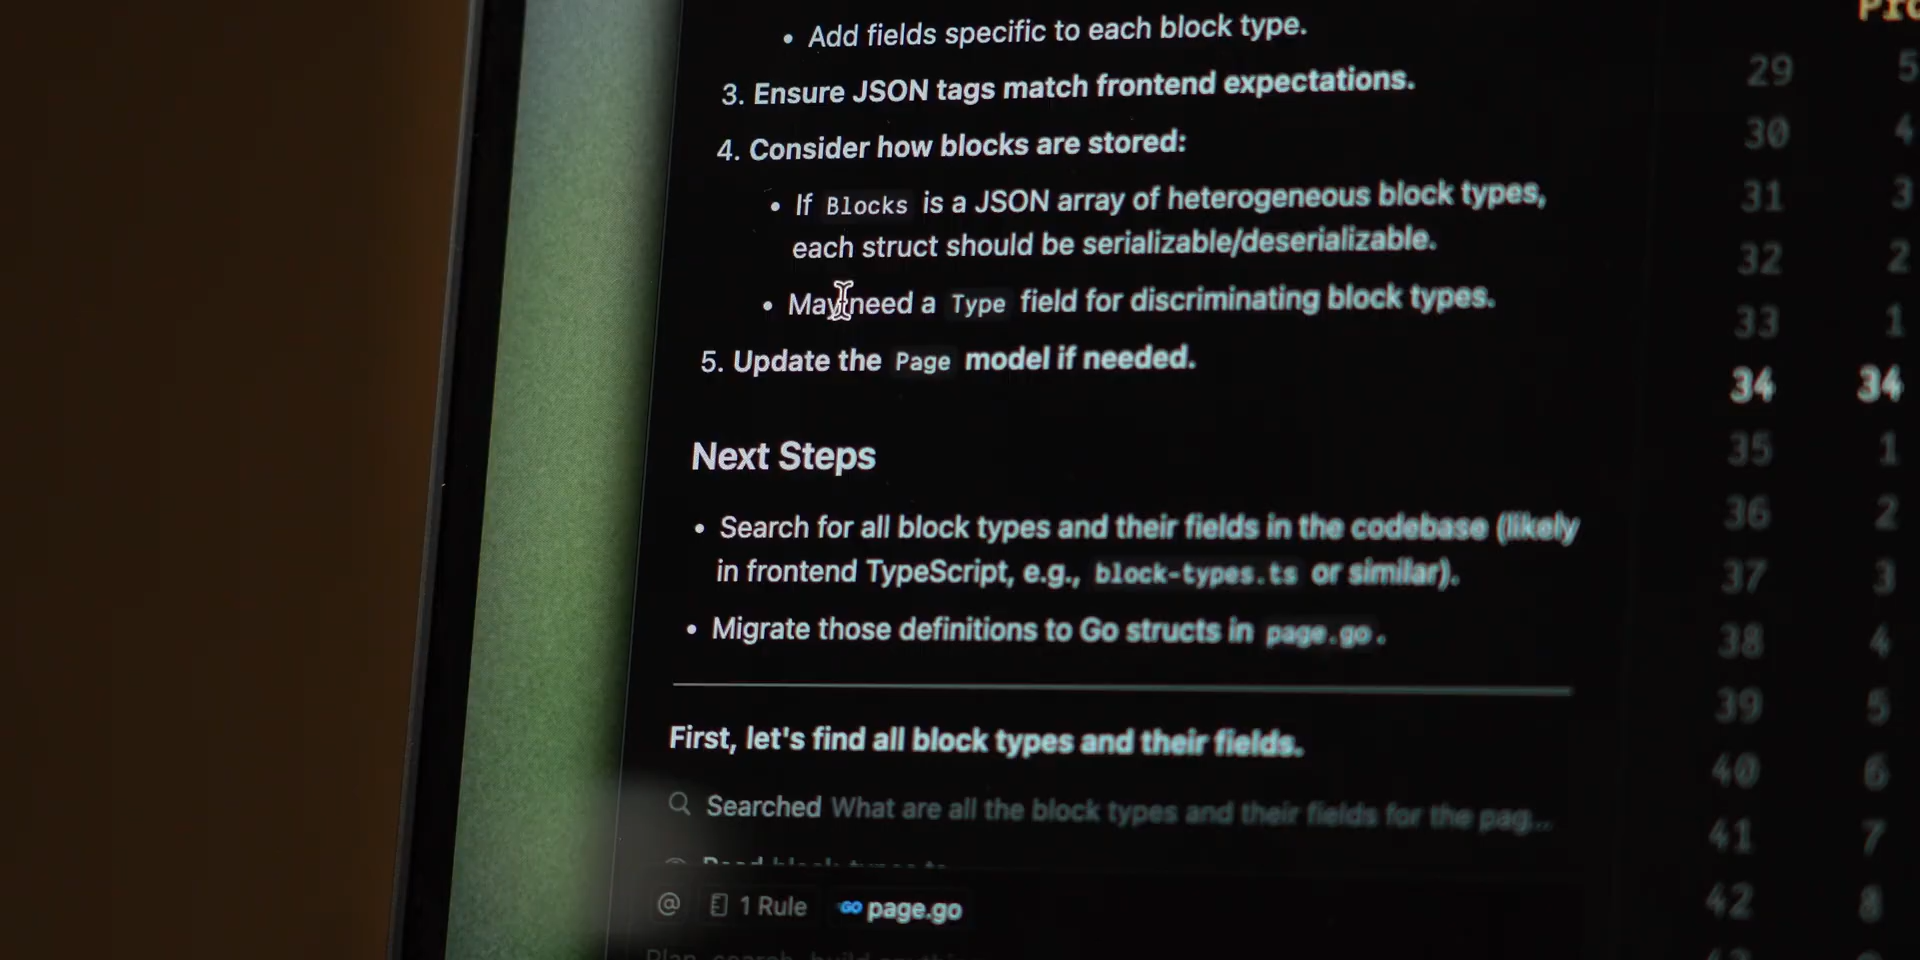 Pro
• Add fields specific to each block type.
3. Ensure JSON tags match frontend expectations.
4. Consider how blocks are stored:
• If Blocks is a JSON array of heterogeneous block types,
each struct should be serializable/deserializable.
• May need a Type field for discriminating block types.
5. Update the Page model if needed.
Next Steps
• Search for all block types and their fields in the codebase (likely
in frontend TypeScript, e.g., block-types.ts or similar).
• Migrate those definitions to Go structs in page.go.
First, let's find all block types and their fields.
Searched What are all the block types and their fields for the pag...
Read block-types.ts
@ 1 Rule GO page.go
29 5
30 4
31 3
32 2
33 1
34 34
35 1
36 2
37 3
38 4
39 5
40 6
41 7
42 8